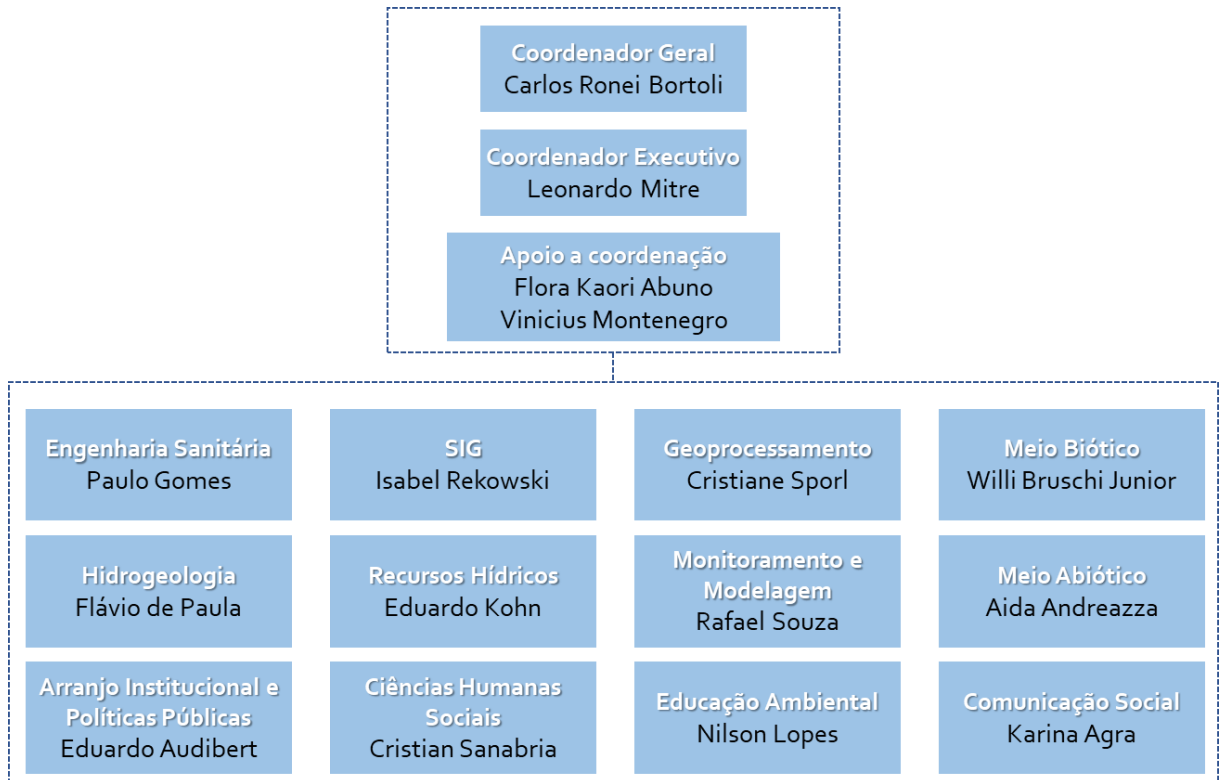 Coordenador Geral
Carlos Ronei Bortoli
Coordenador Executivo
Leonardo Mitre
Apoio a coordenação
Flora Kaori Abuno
Vinicius Montenegro
Engenharia Sanitária
Paulo Gomes
SIG
Isabel Rekowski
Geoprocessamento
Cristiane Sporl
Meio Biótico
Willi Bruschi Junior
Hidrogeologia
Flávio de Paula
Recursos Hídricos
Eduardo Kohn
Monitoramento e
Modelagem
Rafael Souza
Meio Abiótico
Aida Andreazza
Arranjo Institucional e
Políticas Públicas
Eduardo Audibert
Ciências Humanas
Sociais
Cristian Sanabria
Educação Ambiental
Nilson Lopes
Comunicação Social
Karina Agra